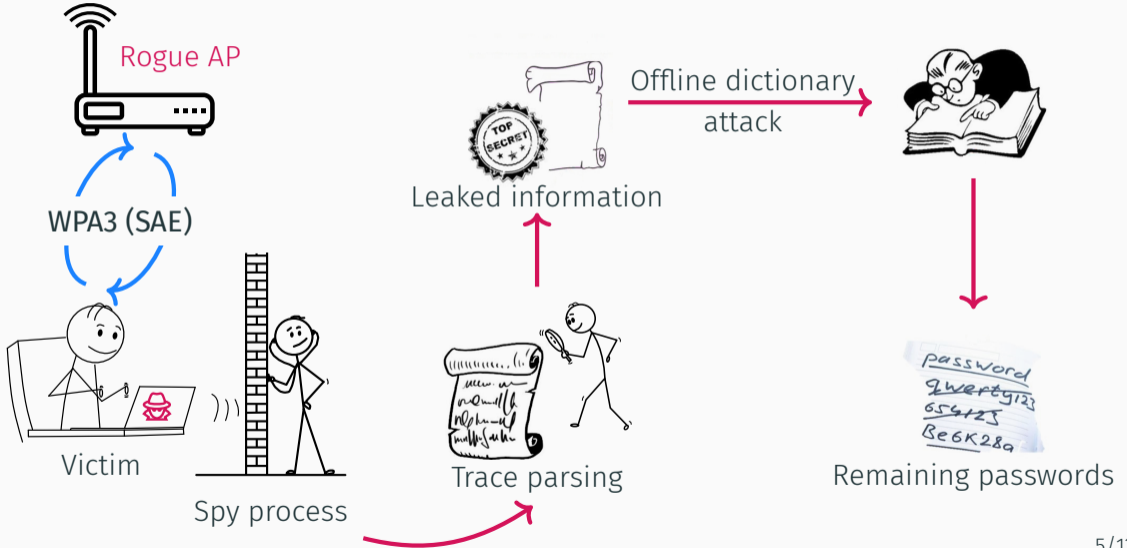 Rogue AP
WPA3 (SAE)
Victim
Spy process
Trace parsing
TOP
SECRET
Leaked information
Offline dictionary
attack
password
qwerty123
654123
Be6K28a
Remaining passwords